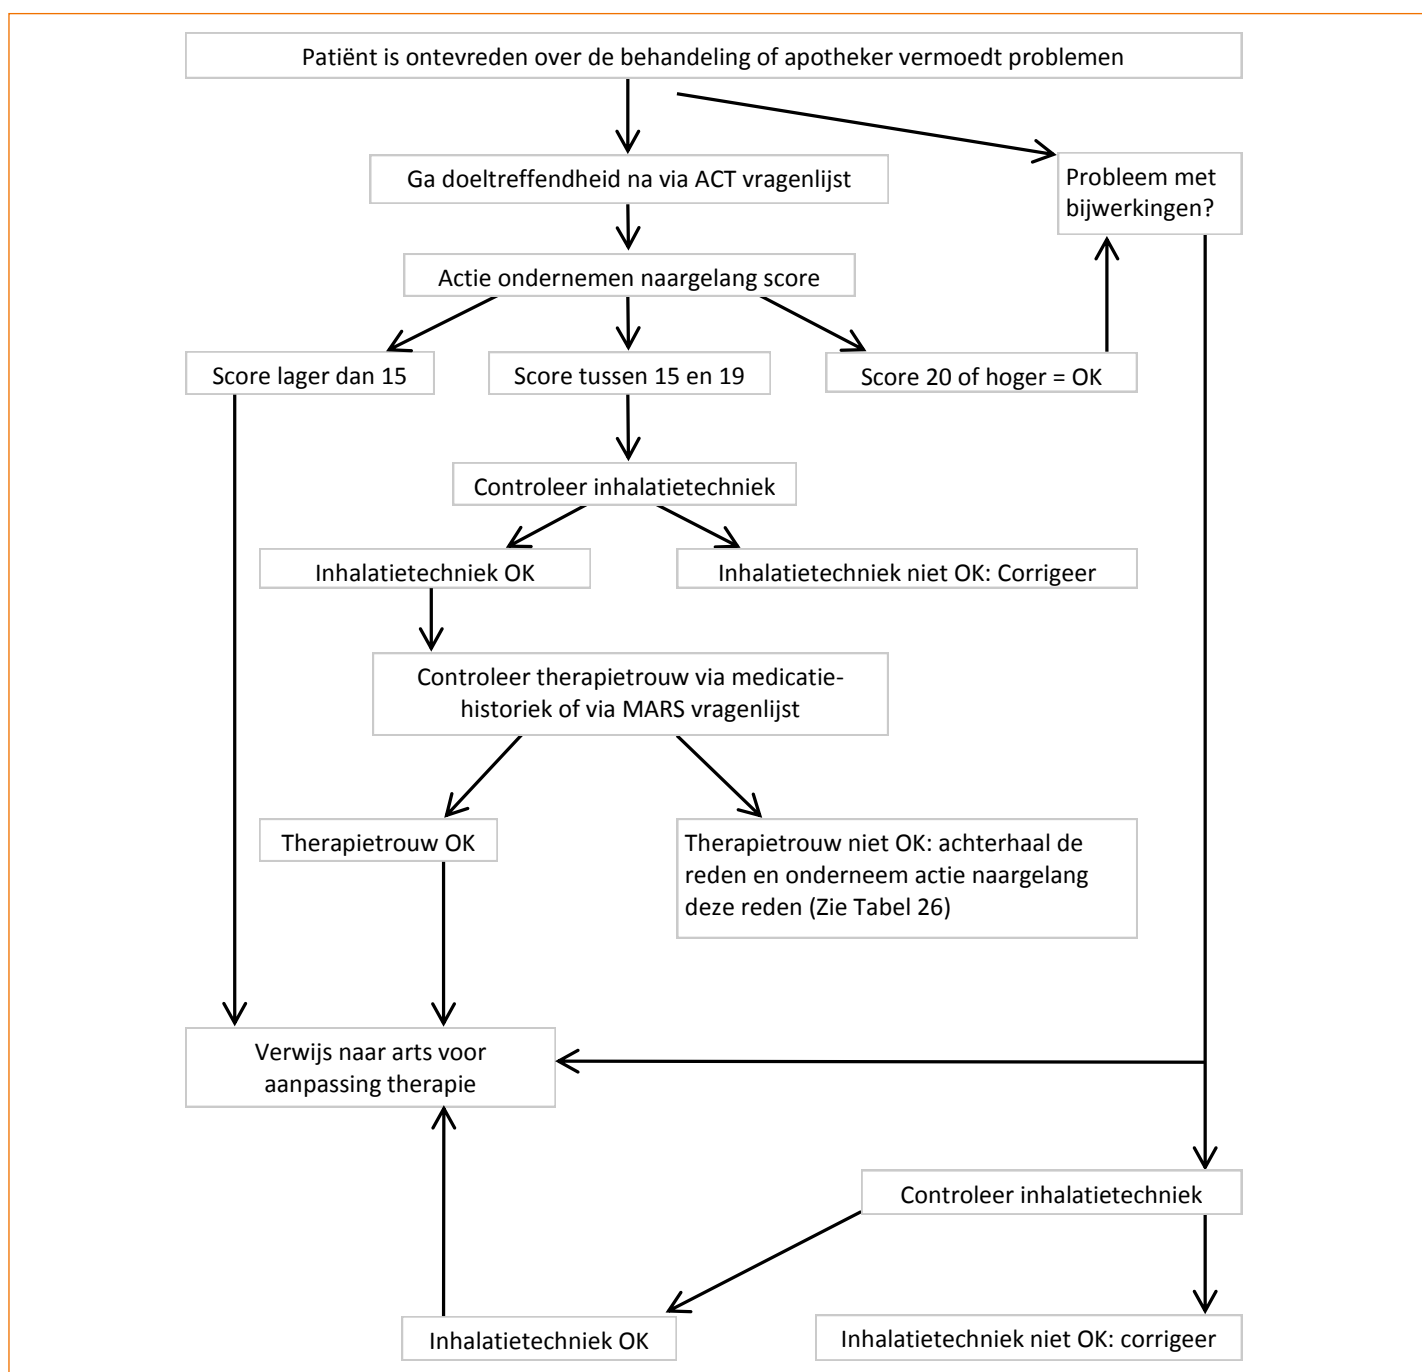 Patiënt is ontevreden over de behandeling of apotheker vermoedt problemen
Ga doeltreffendheid na via ACT vragenlijst
Probleem met
bijwerkingen?
Actie ondernemen naargelang score
Score lager dan 15
Score tussen 15 en 19
Score 20 of hoger = OK
Controleer inhalatietechniek
Inhalatietechniek OK
Inhalatietechniek niet OK: Corrigeer
Controleer therapietrouw via medicatie-
historiek of via MARS vragenlijst
Therapietrouw OK
Therapietrouw niet OK: achterhaal de
reden en onderneem actie naargelang
deze reden (Zie Tabel 26)
Verwijs naar arts voor
aanpassing therapie
Controleer inhalatietechniek
Inhalatietechniek OK
Inhalatietechniek niet OK: corrigeer